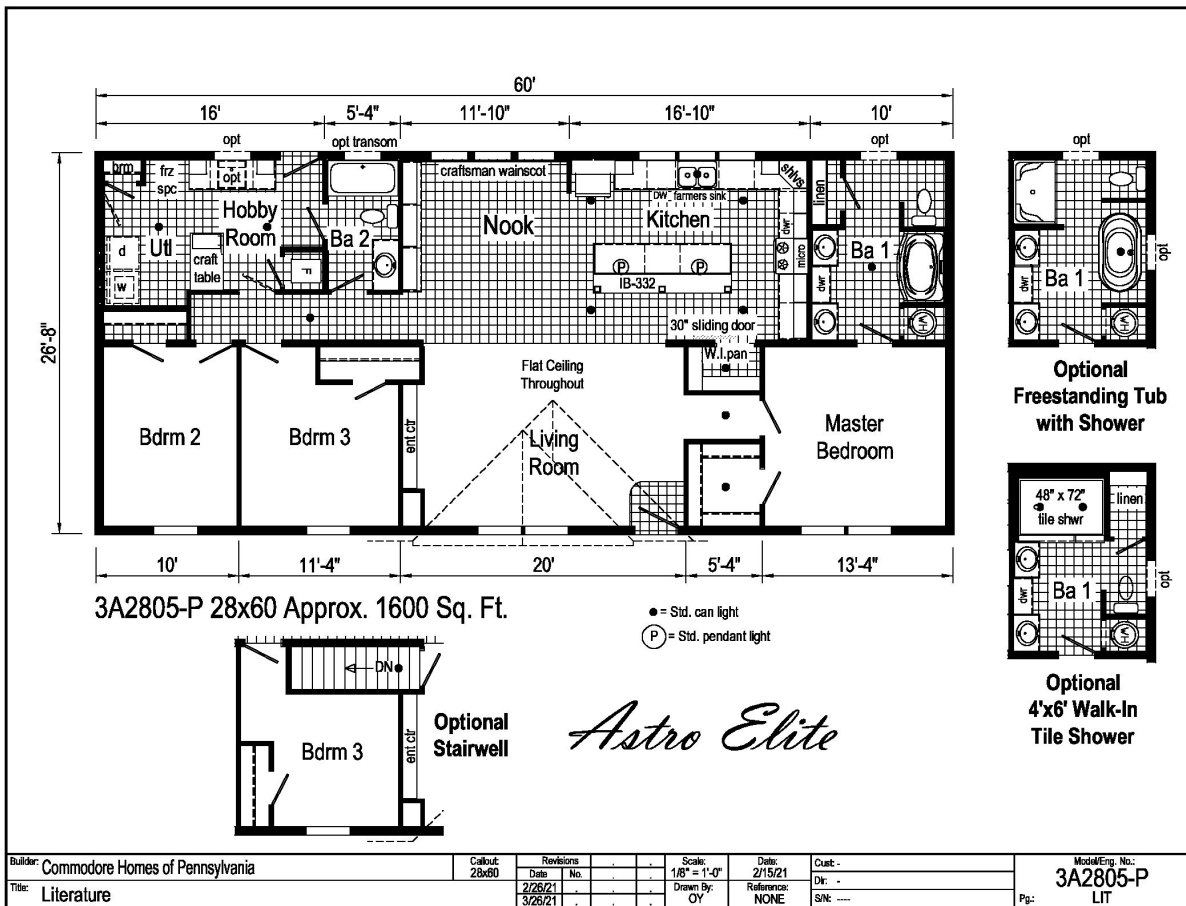 60'
16'
5'-4"
11'-10"
16'-10"
10'
opt
opt transom
opt
opt
26'-8"
brm
frz
spc
opt
craftsman wainscot
DW
farmers sink
shlvs
linen
Hobby
Room
Utl
Ba 2
Nook
Kitchen
dwr
micro
Ba 1
dwr
d
w
craft
table
F
P
P
IB-332
WH
30" sliding door
W.I.pan
Flat Ceiling
Throughout
Bdrm 2
Bdrm 3
ent ctr
Living
Room
Master
Bedroom
10'
11'-4"
20'
5'-4"
13'-4"
opt
Ba 1
dwr
WH
Optional
Freestanding Tub
with Shower
48" x 72"
tile shwr
linen
opt
Ba 1
dwr
WH
Optional
4'x6' Walk-In
Tile Shower
3A2805-P 28x60 Approx. 1600 Sq. Ft.
● = Std. can light
P = Std. pendant light
DN
Bdrm 3
ent ctr
Optional
Stairwell
Astro Elite
Builder: Commodore Homes of Pennsylvania
Title: Literature
Callout:
28x60
Revisions
Date No.
2/26/21
3/26/21
Scale:
1/8" = 1'-0"
Drawn By:
OY
Date:
2/15/21
Reference:
NONE
Cust: -
Dlr: -
S/N: ----
Model/Eng. No.:
3A2805-P
Pg.: LIT